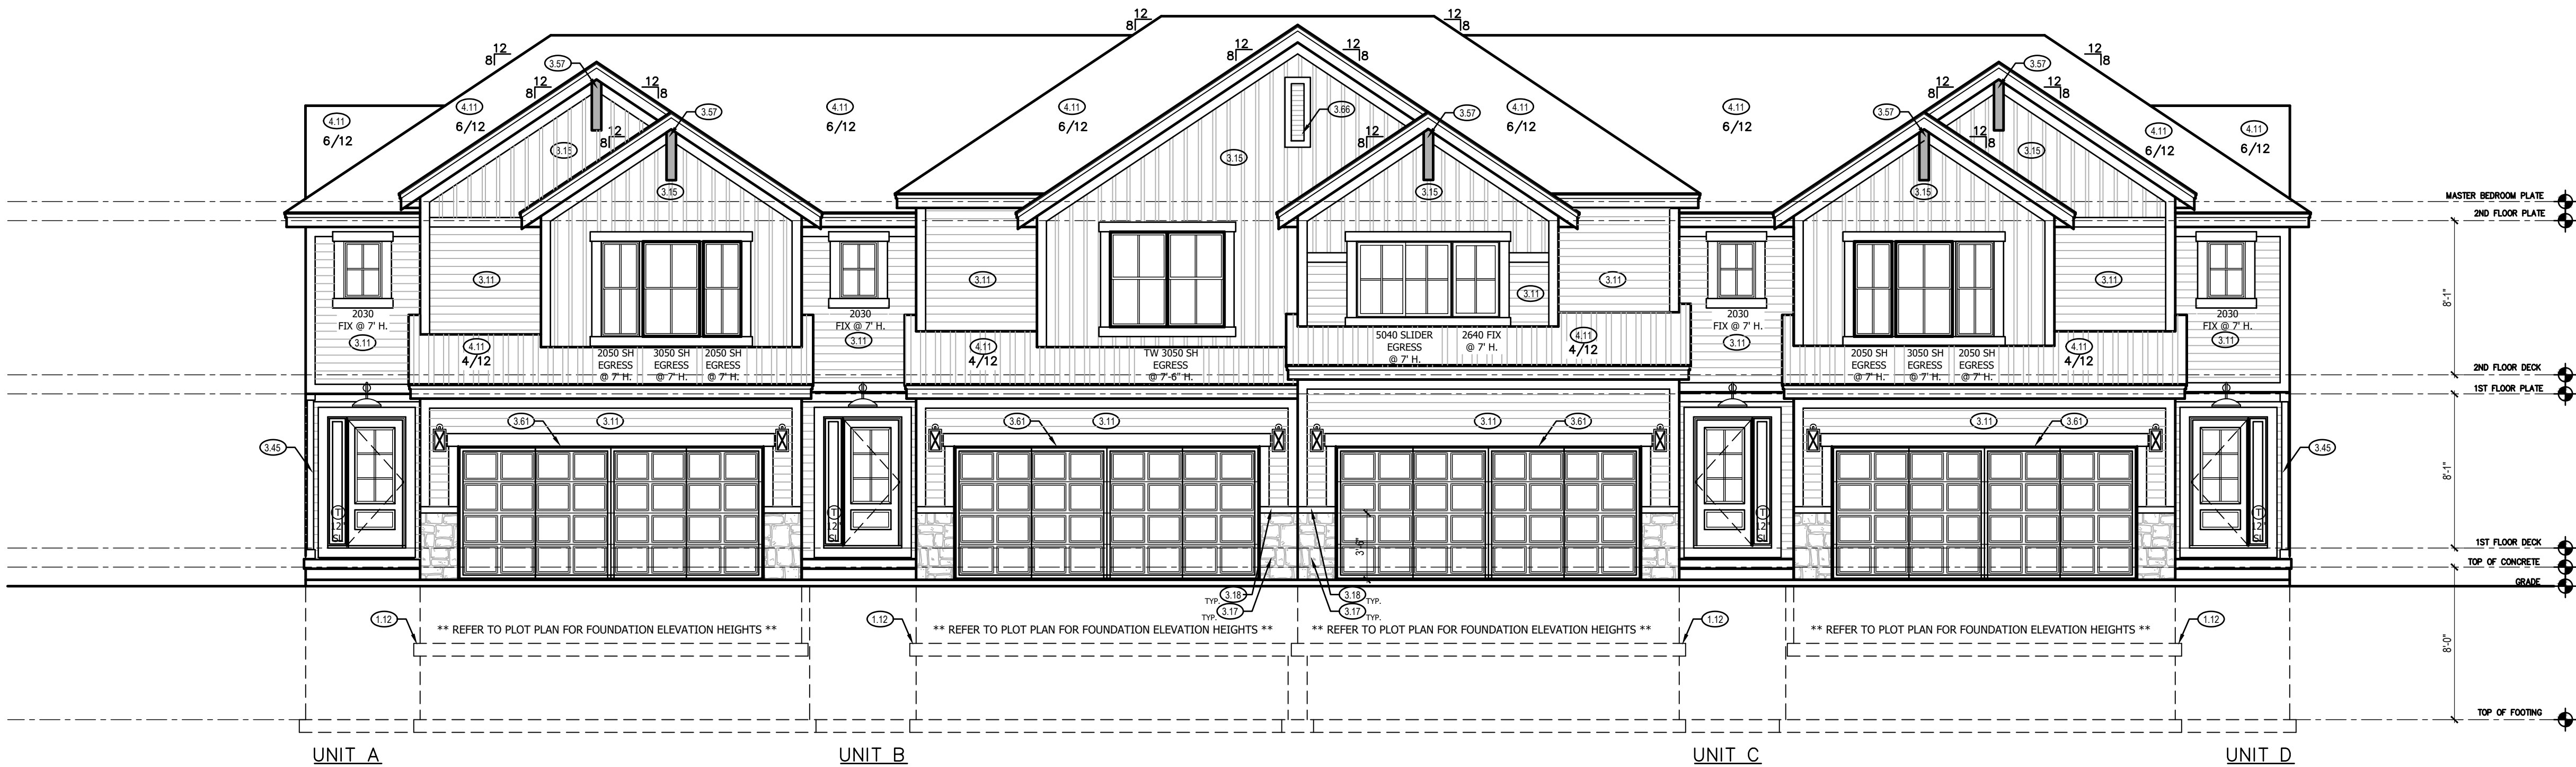 12
8
12
8
12
8
12
8
12
8
12
8
12
8
12
8
12
8
12
8
12
8
12
8
12
8
3.57
3.57
3.57
3.57
3.57
3.66
4.11
6/12
4.11
6/12
4.11
6/12
4.11
6/12
4.11
6/12
4.11
6/12
4.11
6/12
4.11
6/12
3.15
3.15
3.15
3.15
3.15
3.15
MASTER BEDROOM PLATE
2ND FLOOR PLATE
8'-1"
2ND FLOOR DECK
1ST FLOOR PLATE
8'-1"
1ST FLOOR DECK
TOP OF CONCRETE
GRADE
8'-0"
TOP OF FOOTING
3.11
3.11
3.11
3.11
3.11
2030
FIX @ 7' H.
3.11
4.11
4/12
2050 SH
EGRESS
@ 7' H.
3050 SH
EGRESS
@ 7' H.
2050 SH
EGRESS
@ 7' H.
2030
FIX @ 7' H.
3.11
4.11
4/12
TW 3050 SH
EGRESS
@ 7'-6" H.
5040 SLIDER
EGRESS
@ 7' H.
2640 FIX
@ 7' H.
4.11
4/12
2030
FIX @ 7' H.
3.11
2050 SH
EGRESS
@ 7' H.
3050 SH
EGRESS
@ 7' H.
2050 SH
EGRESS
@ 7' H.
4.11
4/12
2030
FIX @ 7' H.
3.11
3.45
3.61
3.11
3.61
3.11
3.11
3.61
3.11
3.61
3.45
T
12"
SL
T
12"
SL
T
12"
SL
T
12"
SL
3'-6"
3.18
TYP.
3.17
TYP.
3.18
TYP.
3.17
TYP.
1.12
** REFER TO PLOT PLAN FOR FOUNDATION ELEVATION HEIGHTS **
1.12
** REFER TO PLOT PLAN FOR FOUNDATION ELEVATION HEIGHTS **
** REFER TO PLOT PLAN FOR FOUNDATION ELEVATION HEIGHTS **
1.12
** REFER TO PLOT PLAN FOR FOUNDATION ELEVATION HEIGHTS **
1.12
UNIT A
UNIT B
UNIT C
UNIT D